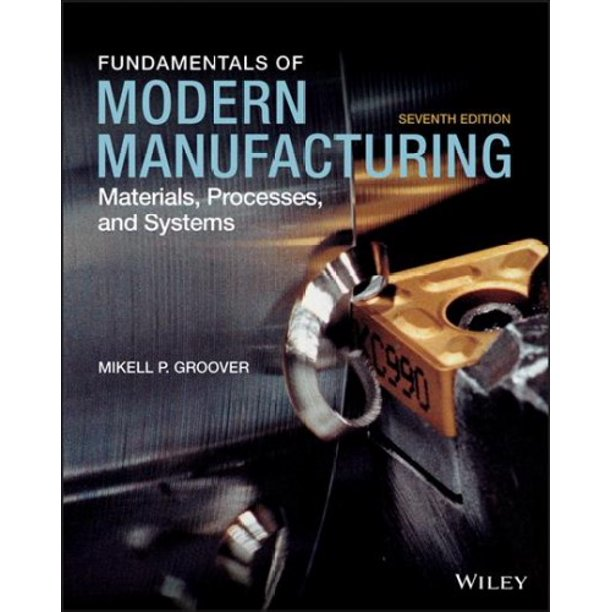 FUNDAMENTALS OF
MODERN
SEVENTH EDITION
MANUFACTURING
Materials, Processes,
and Systems
MIKELL P. GROOVER
KC990
WILEY